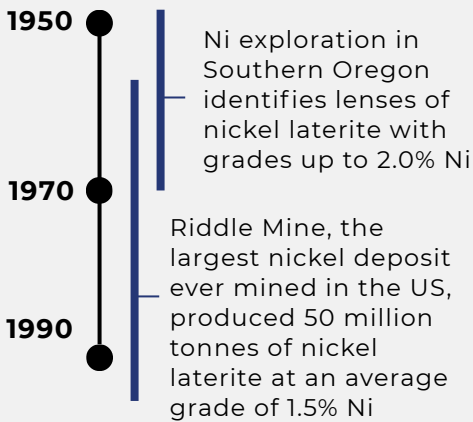 1950
Ni exploration in
Southern Oregon
identifies lenses of
nickel laterite with
grades up to 2.0% Ni
1970
Riddle Mine, the
largest nickel deposit
ever mined in the US,
produced 50 million
tonnes of nickel
laterite at an average
grade of 1.5% Ni
1990